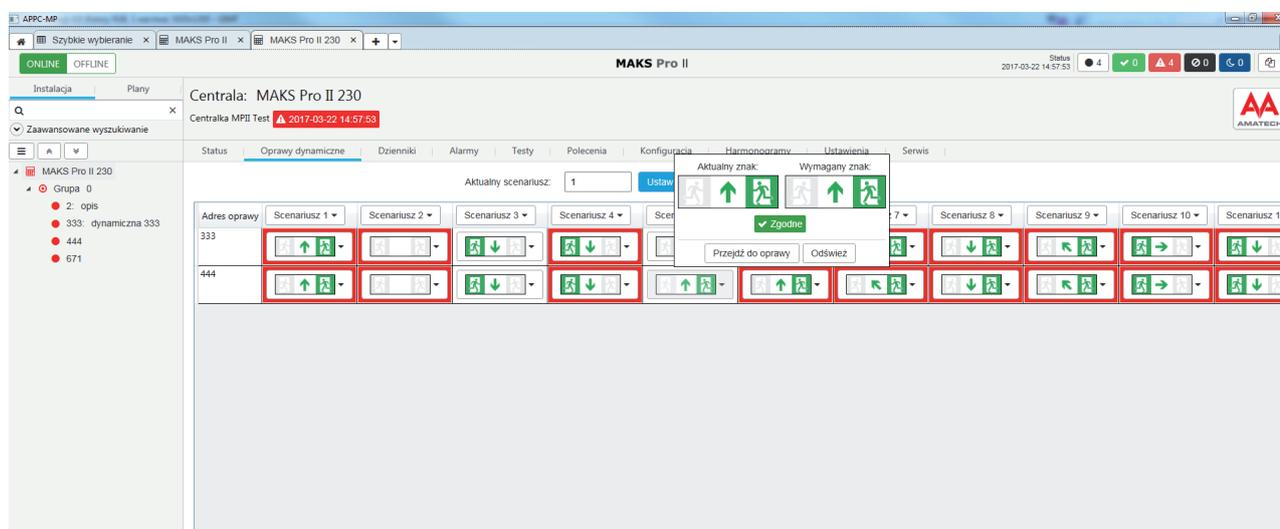 APPC-MP
Szybkie wybieranie × MAKS Pro II × MAKS Pro II 230 × +
ONLINE OFFLINE
MAKS Pro II
Status
2017-03-22 14:57:53
4 0 4 0 0
Instalacja Plany
Centrala: MAKS Pro II 230
Centralka MPII Test 2017-03-22 14:57:53
AMATECH
×
Zaawansowane wyszukiwanie
Status Oprawy dynamiczne Dzienniki Alarmy Testy Polecenia Konfiguracja Harmonogramy Ustawienia Serwis
MAKS Pro II 230
Grupa 0
2: opis
333: dynamiczna 333
444
671
Aktualny scenariusz: 1 Ustaw
Aktualny znak: Wymagany znak:
Zgodne
Przejdź do oprawy Odśwież
Adres oprawy Scenariusz 1 Scenariusz 2 Scenariusz 3 Scenariusz 4 Scen 7 Scenariusz 8 Scenariusz 9 Scenariusz 10 Scenariusz 1
333
444